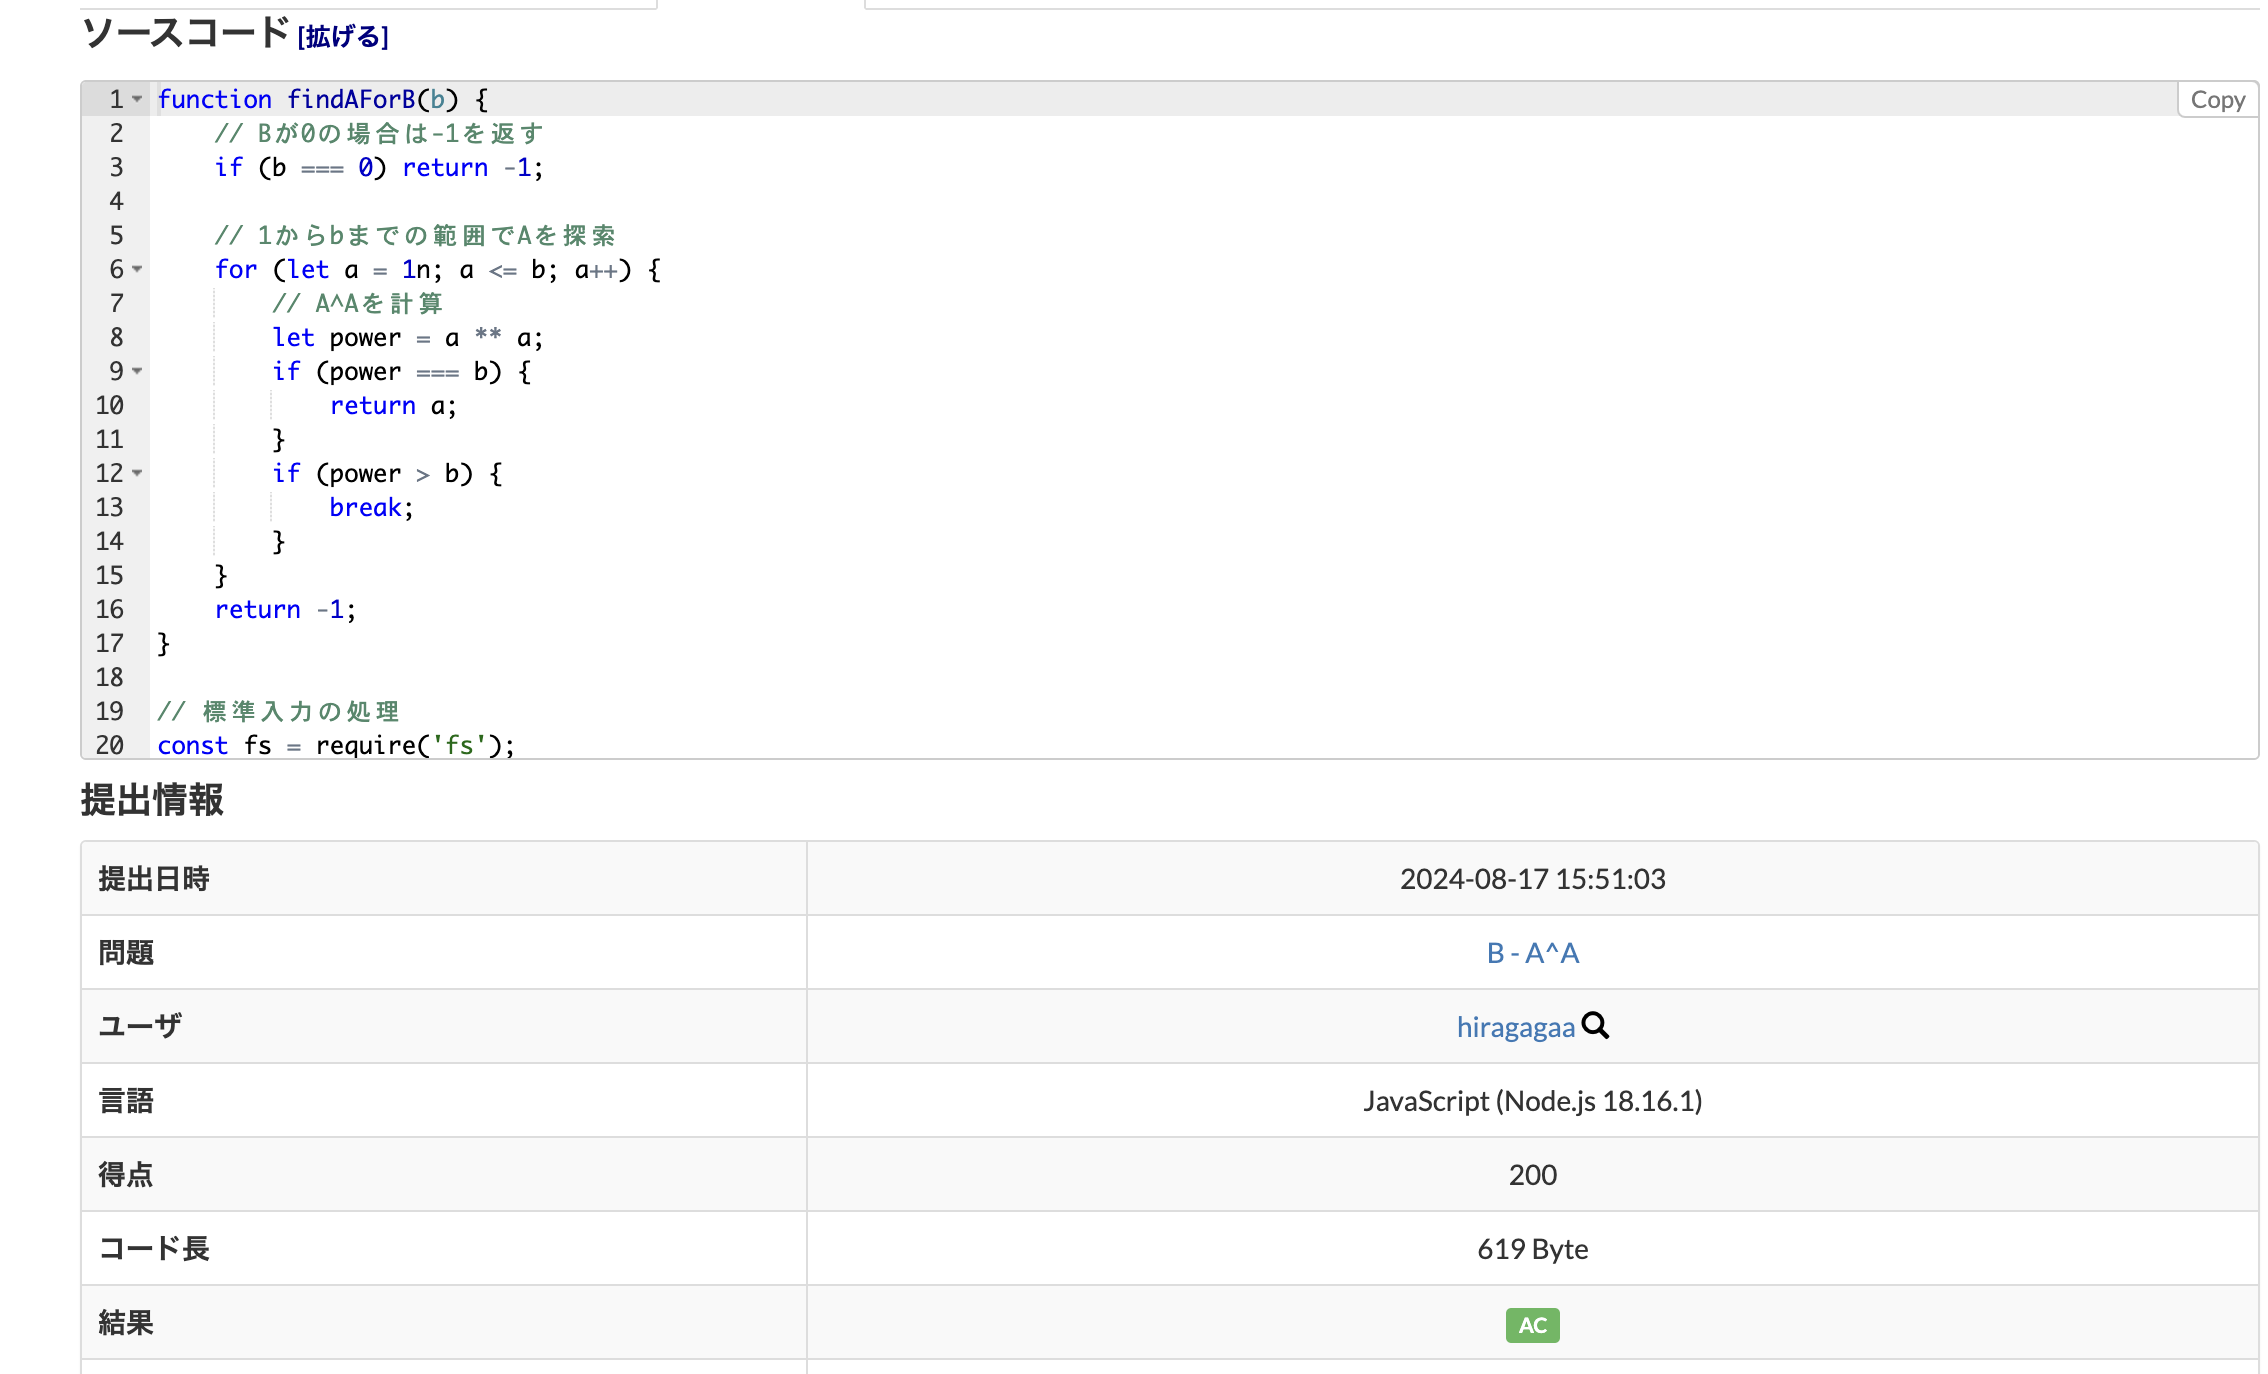 ソースコード [拡げる]
Copy
1 function findAForB(b) {
2     // Bが0の場合は-1を返す
3     if (b === 0) return -1;
4
5     // 1からbまでの範囲でAを探索
6     for (let a = 1n; a <= b; a++) {
7         // A^Aを計算
8         let power = a ** a;
9         if (power === b) {
10             return a;
11         }
12         if (power > b) {
13             break;
14         }
15     }
16     return -1;
17 }
18
19 // 標準入力の処理
20 const fs = require('fs');
提出情報
提出日時 2024-08-17 15:51:03
問題 B - A^A
ユーザ hiragagaa
言語 JavaScript (Node.js 18.16.1)
得点 200
コード長 619 Byte
結果 AC